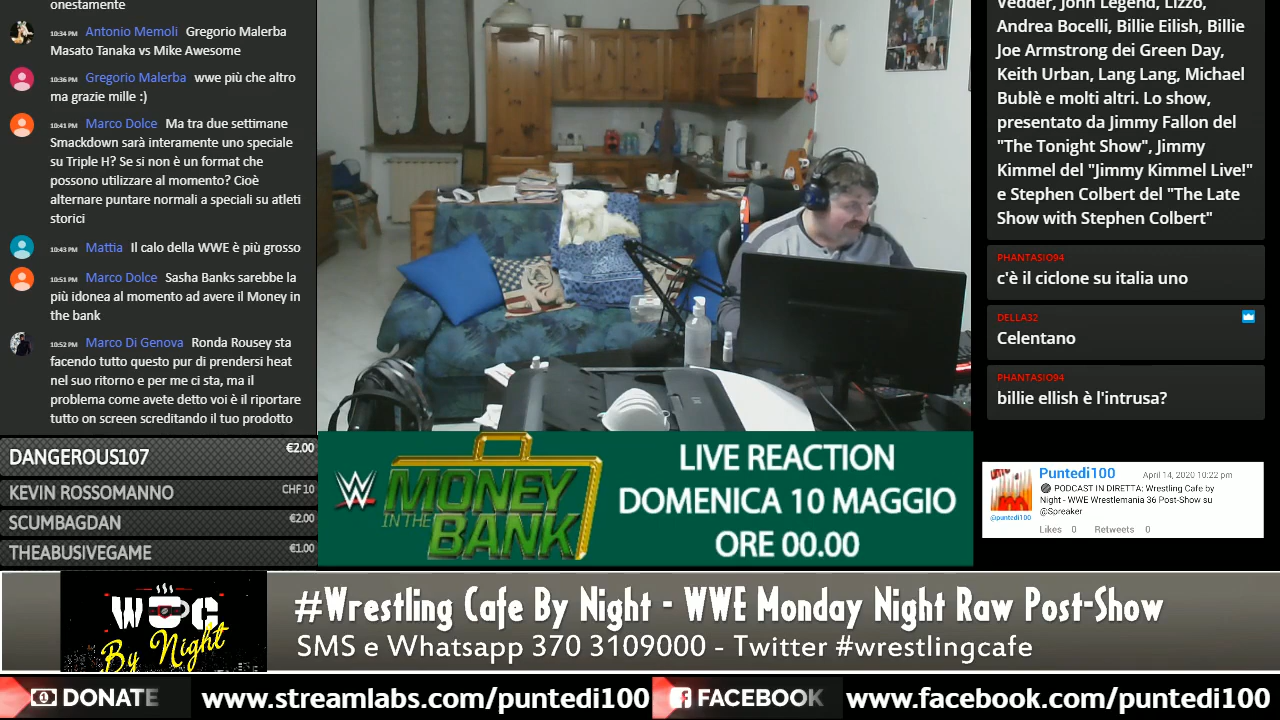 onestamente
10:34 PM Antonio Memoli Gregorio Malerba
Masato Tanaka vs Mike Awesome
10:36 PM Gregorio Malerba wwe più che altro
ma grazie mille :)
10:41 PM Marco Dolce Ma tra due settimane
Smackdown sarà interamente uno speciale
su Triple H? Se si non è un format che
possono utilizzare al momento? Cioè
alternare puntare normali a speciali su atleti
storici
10:43 PM Mattia Il calo della WWE è più grosso
10:51 PM Marco Dolce Sasha Banks sarebbe la
più idonea al momento ad avere il Money in
the bank
10:52 PM Marco Di Genova Ronda Rousey sta
facendo tutto questo pur di prendersi heat
nel suo ritorno e per me ci sta, ma il
problema come avete detto voi è il riportare
tutto on screen screditando il tuo prodotto
DANGEROUS107 €2.00
KEVIN ROSSOMANNO CHF 10
SCUMBAGDAN €2.00
THEABUSIVEGAME €1.00
W
MONEY
IN THE
BANK
LIVE REACTION
DOMENICA 10 MAGGIO
ORE 00.00
Vedder, John Legend, Lizzo,
Andrea Bocelli, Billie Eilish, Billie
Joe Armstrong dei Green Day,
Keith Urban, Lang Lang, Michael
Bublè e molti altri. Lo show,
presentato da Jimmy Fallon del
"The Tonight Show", Jimmy
Kimmel del "Jimmy Kimmel Live!"
e Stephen Colbert del "The Late
Show with Stephen Colbert"
PHANTASIO94
c'è il ciclone su italia uno
DELLA32
Celentano
PHANTASIO94
billie ellish è l'intrusa?
Puntedi100 April 14, 2020 10:22 pm
PODCAST IN DIRETTA: Wrestling Cafe by
Night - WWE Wrestlemania 36 Post-Show su
@Spreaker
@puntedi100
Likes 0 Retweets 0
WC
By Night
#Wrestling Cafe By Night - WWE Monday Night Raw Post-Show
SMS e Whatsapp 370 3109000 - Twitter #wrestlingcafe
DONATE www.streamlabs.com/puntedi100 FACEBOOK www.facebook.com/puntedi100